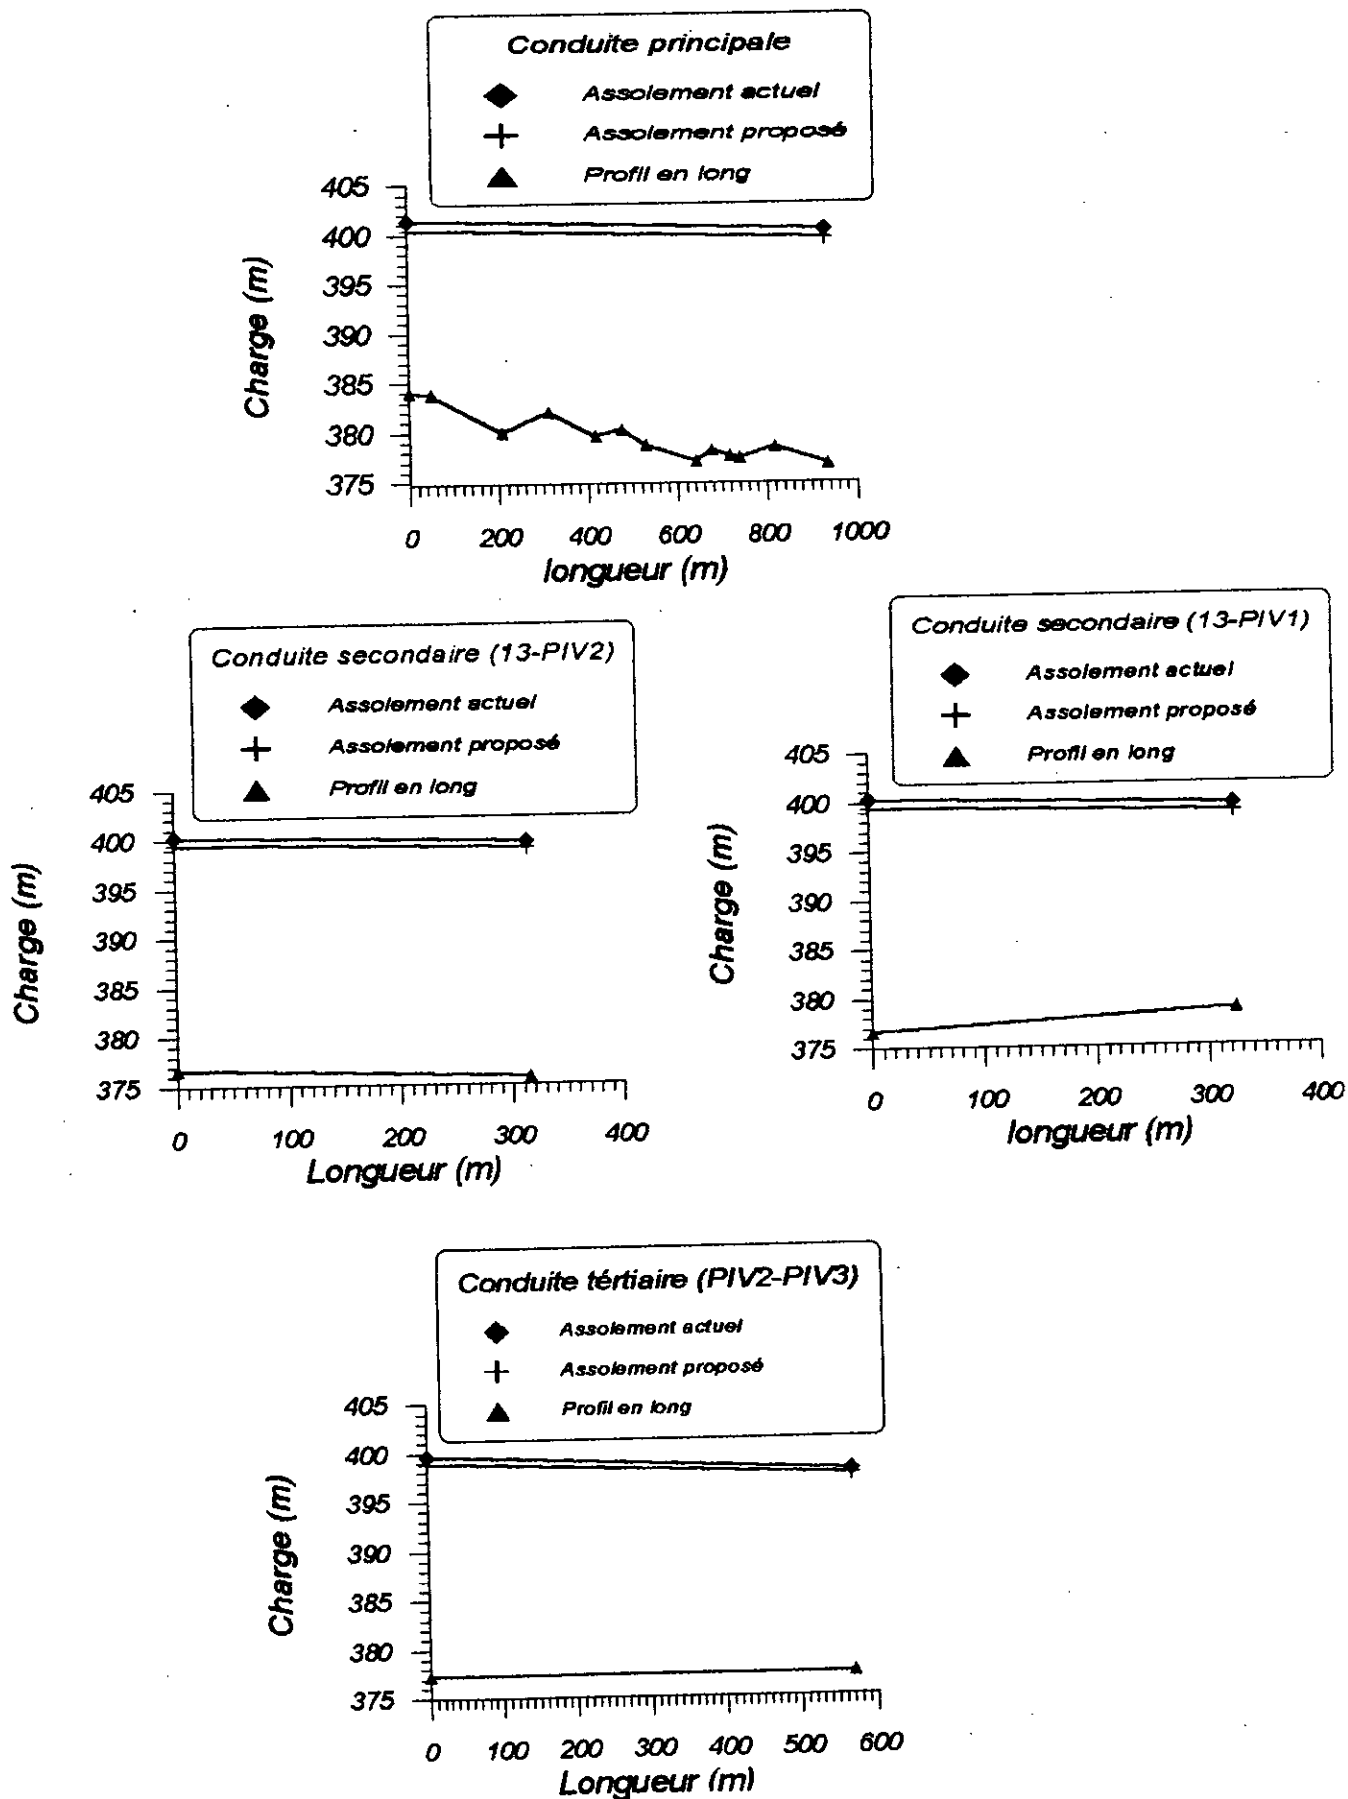 Conduite principale
Assolement actuel
Assolement proposé
Profil en long
405
400
395
390
385
380
375
Charge (m)
0 200 400 600 800 1000
longueur (m)
Conduite secondaire (13-PIV2)
Assolement actuel
Assolement proposé
Profil en long
405
400
395
390
385
380
375
Charge (m)
0 100 200 300 400
Longueur (m)
Conduite secondaire (13-PIV1)
Assolement actuel
Assolement proposé
Profil en long
405
400
395
390
385
380
375
Charge (m)
0 100 200 300 400
longueur (m)
Conduite tértiaire (PIV2-PIV3)
Assolement actuel
Assolement proposé
Profil en long
405
400
395
390
385
380
375
Charge (m)
0 100 200 300 400 500 600
Longueur (m)